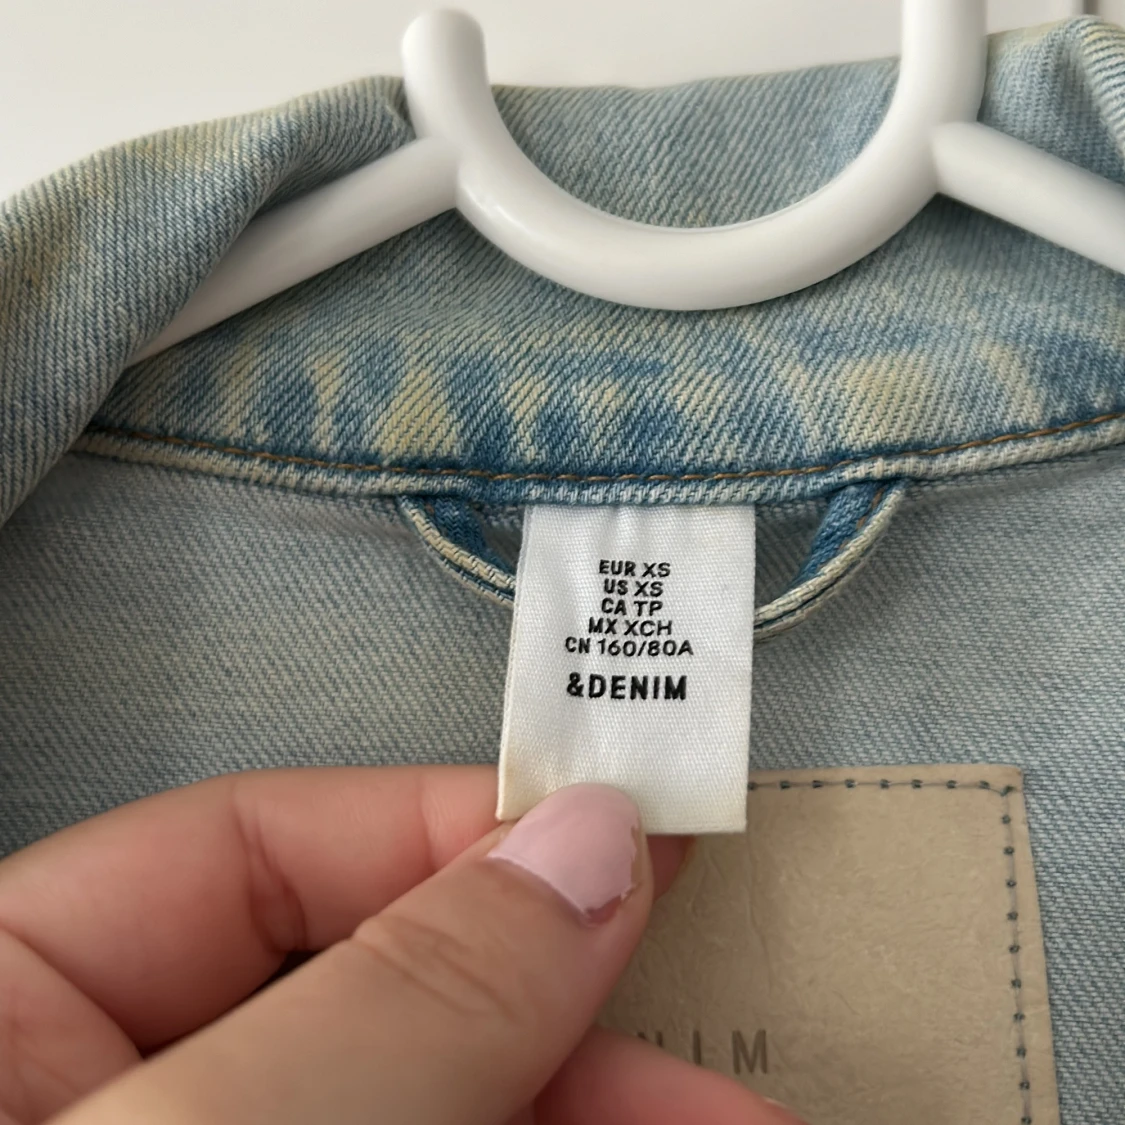 EUR XS
US XS
CA TP
MX XCH
CN 160/80A
&DENIM